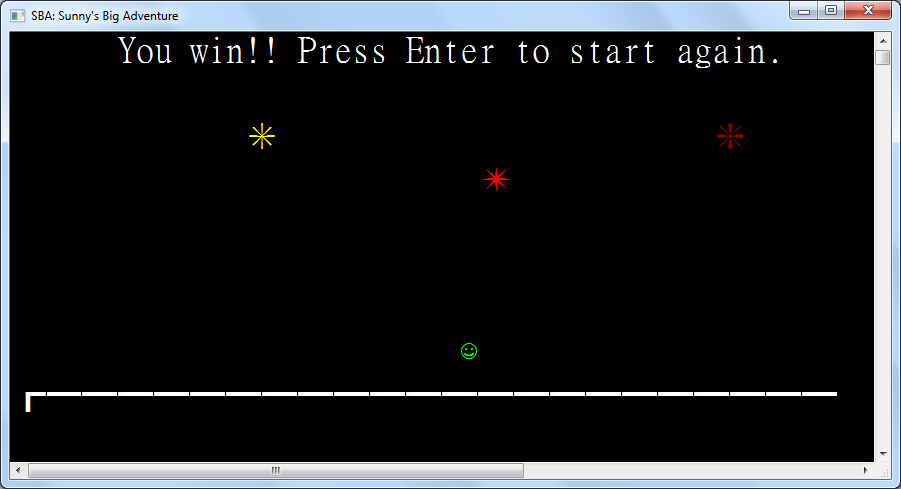 SBA: Sunny's Big Adventure
You win!! Press Enter to start again.